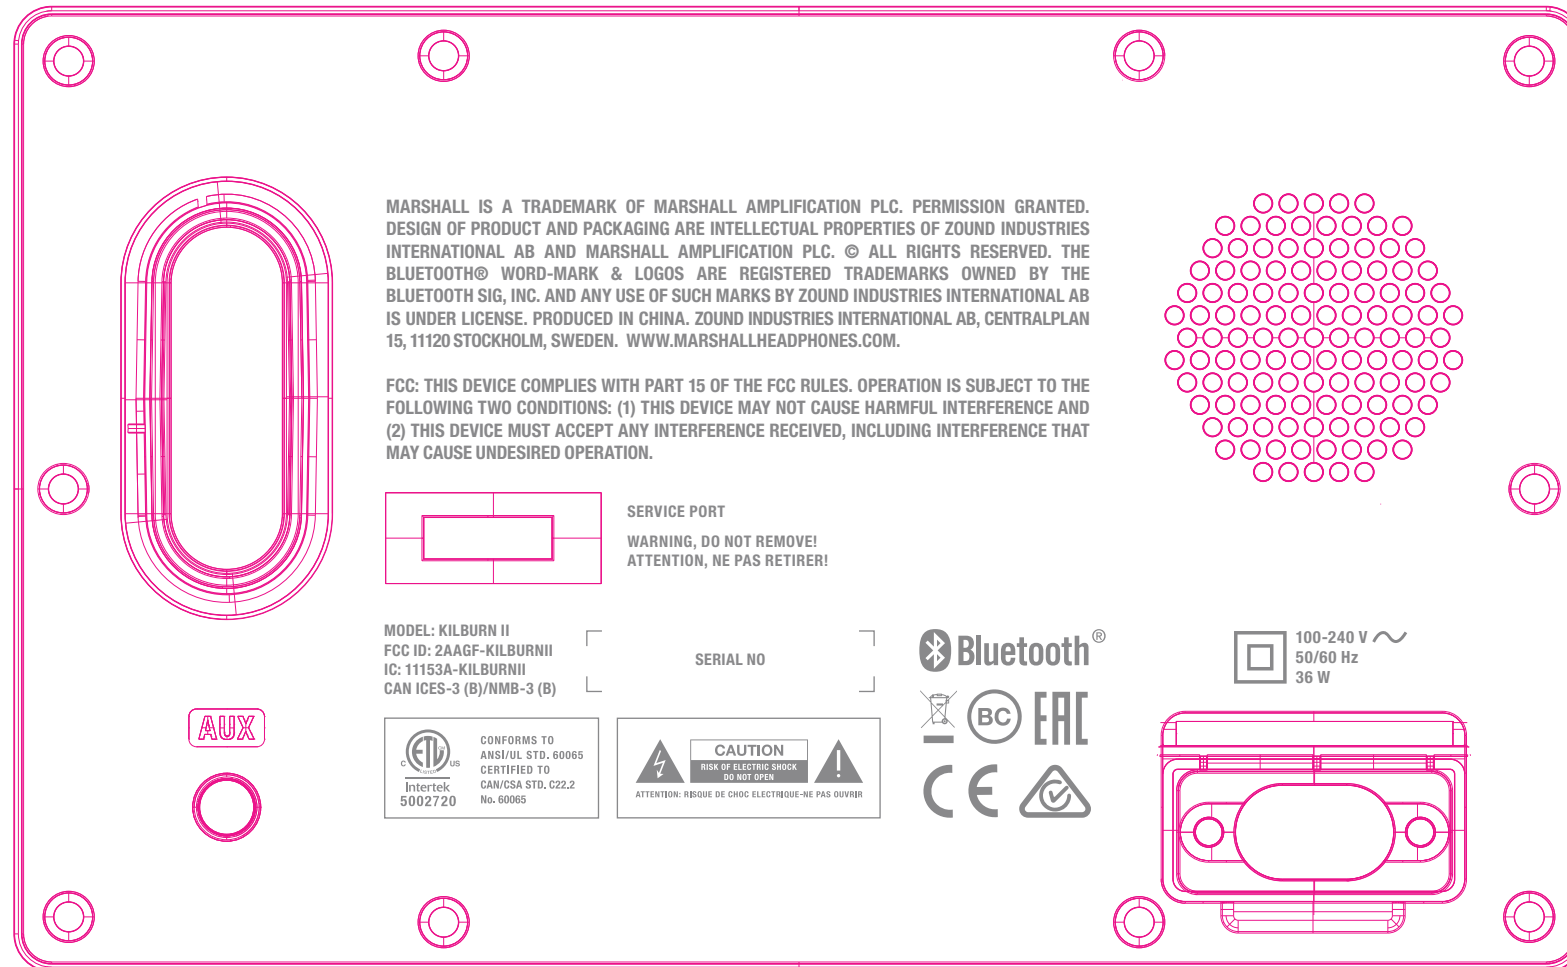 MARSHALL IS A TRADEMARK OF MARSHALL AMPLIFICATION PLC. PERMISSION GRANTED.
DESIGN OF PRODUCT AND PACKAGING ARE INTELLECTUAL PROPERTIES OF ZOUND INDUSTRIES
INTERNATIONAL AB AND MARSHALL AMPLIFICATION PLC. © ALL RIGHTS RESERVED. THE
BLUETOOTH® WORD-MARK & LOGOS ARE REGISTERED TRADEMARKS OWNED BY THE
BLUETOOTH SIG, INC. AND ANY USE OF SUCH MARKS BY ZOUND INDUSTRIES INTERNATIONAL AB
IS UNDER LICENSE. PRODUCED IN CHINA. ZOUND INDUSTRIES INTERNATIONAL AB, CENTRALPLAN
15, 11120 STOCKHOLM, SWEDEN. WWW.MARSHALLHEADPHONES.COM.
FCC: THIS DEVICE COMPLIES WITH PART 15 OF THE FCC RULES. OPERATION IS SUBJECT TO THE
FOLLOWING TWO CONDITIONS: (1) THIS DEVICE MAY NOT CAUSE HARMFUL INTERFERENCE AND
(2) THIS DEVICE MUST ACCEPT ANY INTERFERENCE RECEIVED, INCLUDING INTERFERENCE THAT
MAY CAUSE UNDESIRED OPERATION.
SERVICE PORT
WARNING, DO NOT REMOVE!
ATTENTION, NE PAS RETIRER!
MODEL: KILBURN II
FCC ID: 2AAGF-KILBURNII
IC: 11153A-KILBURNII
CAN ICES-3 (B)/NMB-3 (B)
SERIAL NO
Bluetooth®
100-240 V
50/60 Hz
36 W
BC
EAC
CE
AUX
C ETL US
LISTED
Intertek
5002720
CONFORMS TO
ANSI/UL STD. 60065
CERTIFIED TO
CAN/CSA STD. C22.2
No. 60065
CAUTION
RISK OF ELECTRIC SHOCK
DO NOT OPEN
ATTENTION: RISQUE DE CHOC ELECTRIQUE-NE PAS OUVRIR